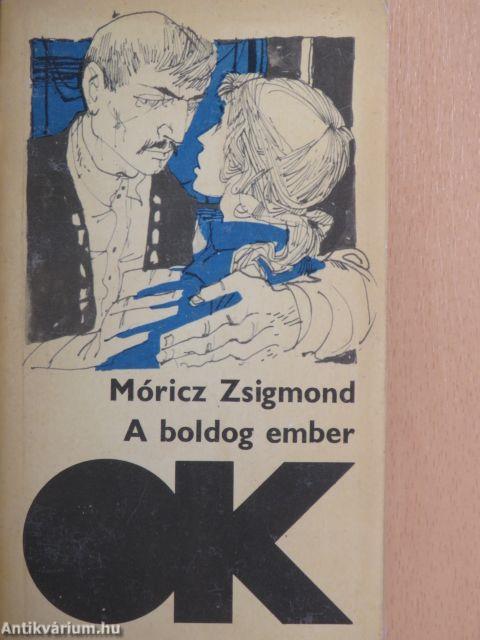 Móricz Zsigmond
A boldog ember
OK
Antikvárium.hu